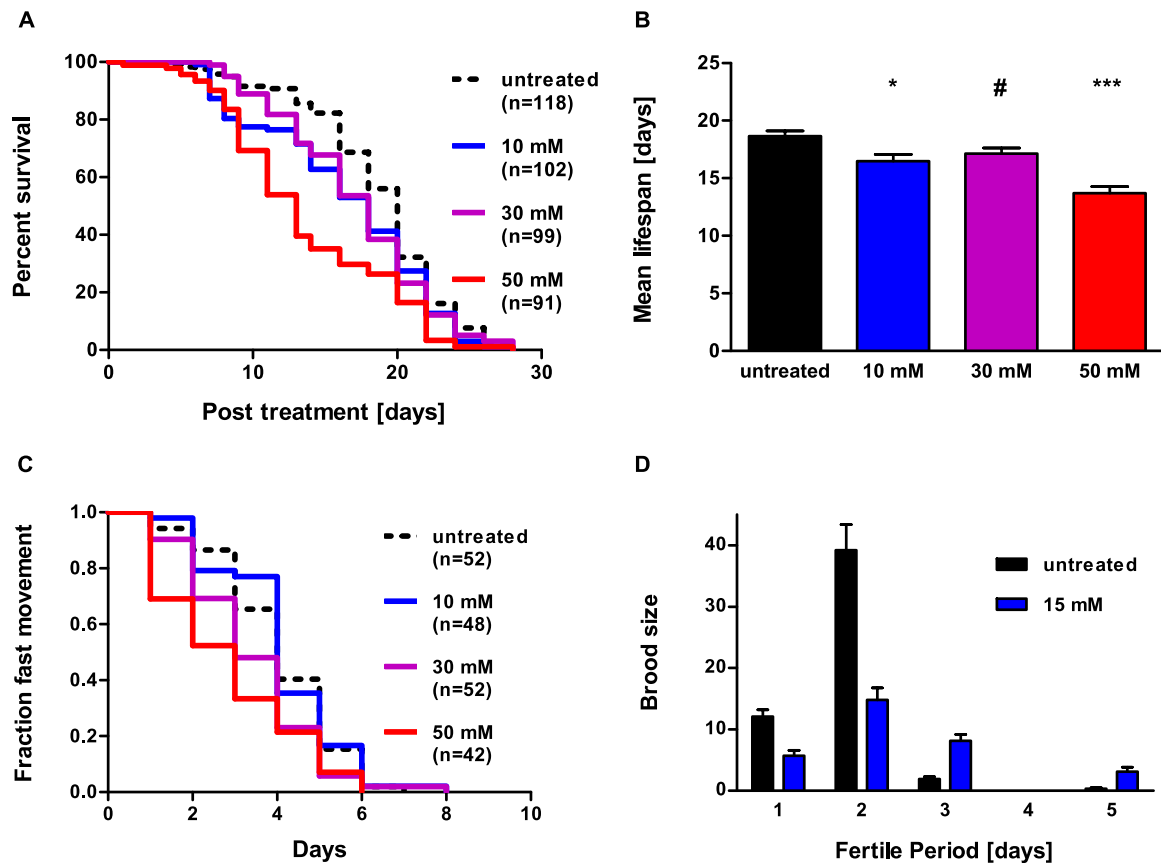 A
100
80
60
40
20
0
Percent survival
0 10 20 30
Post treatment [days]
untreated
(n=118)
10 mM
(n=102)
30 mM
(n=99)
50 mM
(n=91)
B
25
20
15
10
5
0
Mean lifespan [days]
* # ***
untreated 10 mM 30 mM 50 mM
C
1.0
0.8
0.6
0.4
0.2
0.0
Fraction fast movement
0 2 4 6 8 10
Days
untreated
(n=52)
10 mM
(n=48)
30 mM
(n=52)
50 mM
(n=42)
D
40
30
20
10
0
Brood size
1 2 3 4 5
Fertile Period [days]
untreated
15 mM